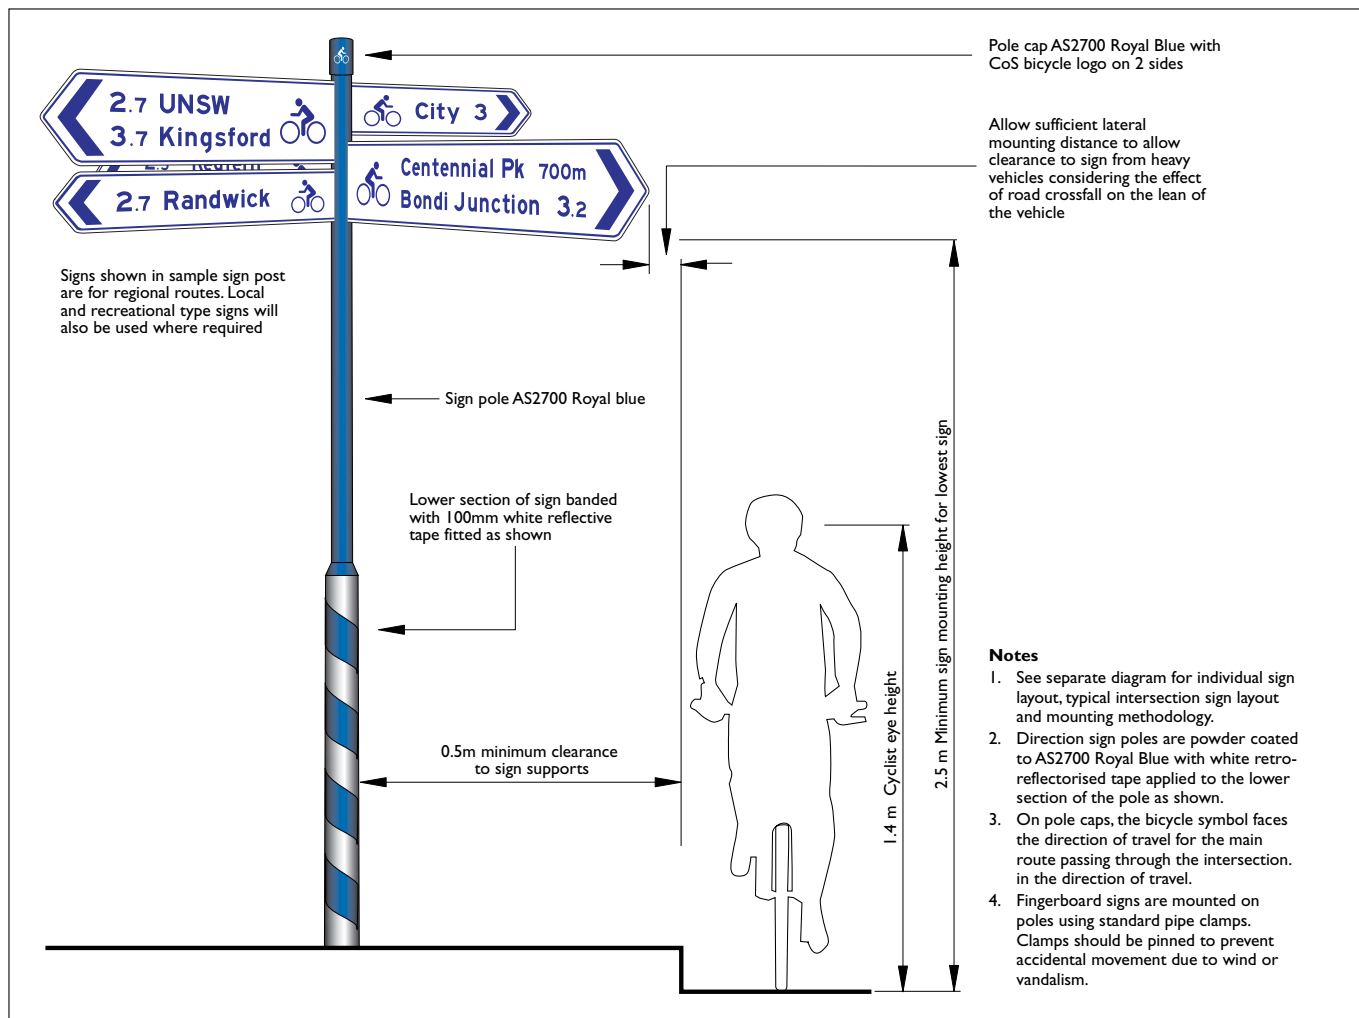 Pole cap AS2700 Royal Blue with
CoS bicycle logo on 2 sides
2.7 UNSW
3.7 Kingsford
City 3
2.7 Randwick
Centennial Pk 700m
Bondi Junction 3.2
Allow sufficient lateral
mounting distance to allow
clearance to sign from heavy
vehicles considering the effect
of road crossfall on the lean of
the vehicle
Signs shown in sample sign post
are for regional routes. Local
and recreational type signs will
also be used where required
Sign pole AS2700 Royal blue
Lower section of sign banded
with 100mm white reflective
tape fitted as shown
0.5m minimum clearance
to sign supports
1.4 m Cyclist eye height
2.5 m Minimum sign mounting height for lowest sign
Notes
1. See separate diagram for individual sign
layout, typical intersection sign layout
and mounting methodology.
2. Direction sign poles are powder coated
to AS2700 Royal Blue with white retro-
reflectorised tape applied to the lower
section of the pole as shown.
3. On pole caps, the bicycle symbol faces
the direction of travel for the main
route passing through the intersection.
in the direction of travel.
4. Fingerboard signs are mounted on
poles using standard pipe clamps.
Clamps should be pinned to prevent
accidental movement due to wind or
vandalism.